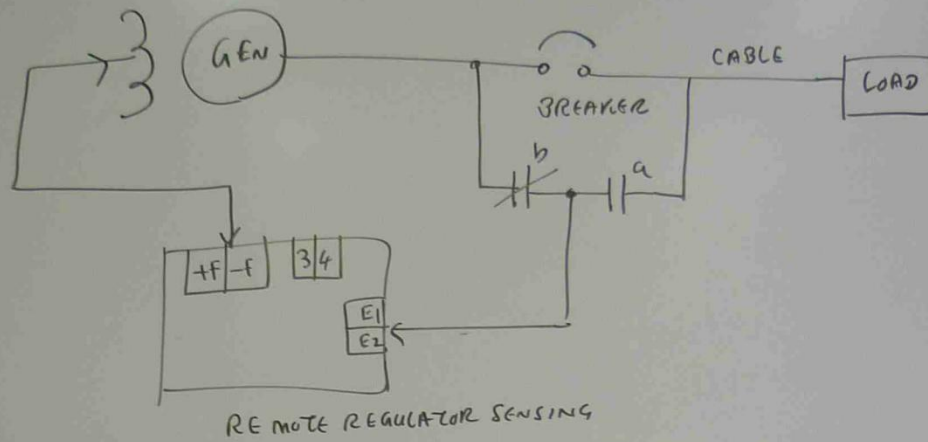 GEN
CABLE
LOAD
BREAKER
b
a
+f -f
3 4
E1
E2
REMOTE REGULATOR SENSING